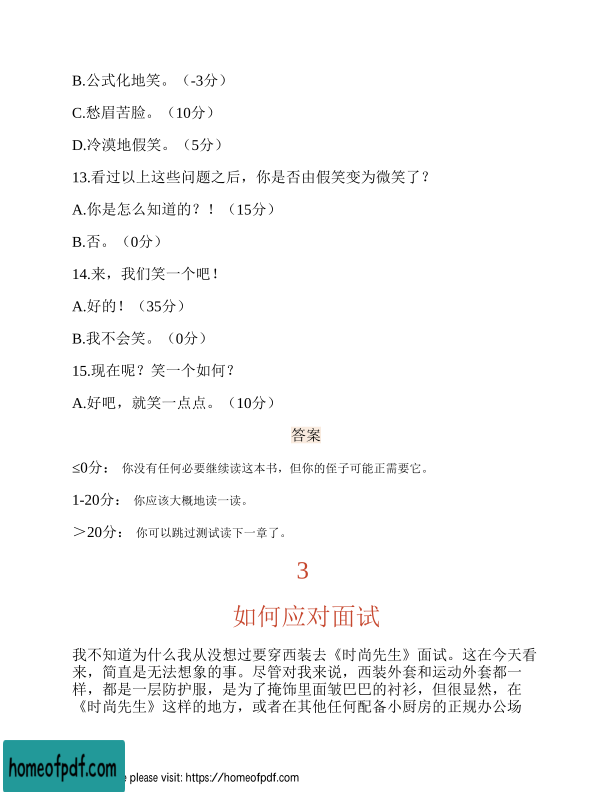 B.公式化地笑。（-3分）
C.愁眉苦脸。（10分）
D.冷漠地假笑。（5分）
13.看过以上这些问题之后，你是否由假笑变为微笑了？
A.你是怎么知道的？！（15分）
B.否。（0分）
14.来，我们笑一个吧！
A.好的！（35分）
B.我不会笑。（0分）
15.现在呢？笑一个如何？
A.好吧，就笑一点点。（10分）
答案
≤0分： 你没有任何必要继续读这本书，但你的侄子可能正需要它。
1-20分： 你应该大概地读一读。
＞20分： 你可以跳过测试读下一章了。
3
如何应对面试
我不知道为什么我从没想过要穿西装去《时尚先生》面试。这在今天看
来，简直是无法想象的事。尽管对我来说，西装外套和运动外套都一
样，都是一层防护服，是为了掩饰里面皱巴巴的衬衫，但很显然，在
《时尚先生》这样的地方，或者在其他任何配备小厨房的正规办公场
homeofpdf.com
e please visit: https://homeofpdf.com